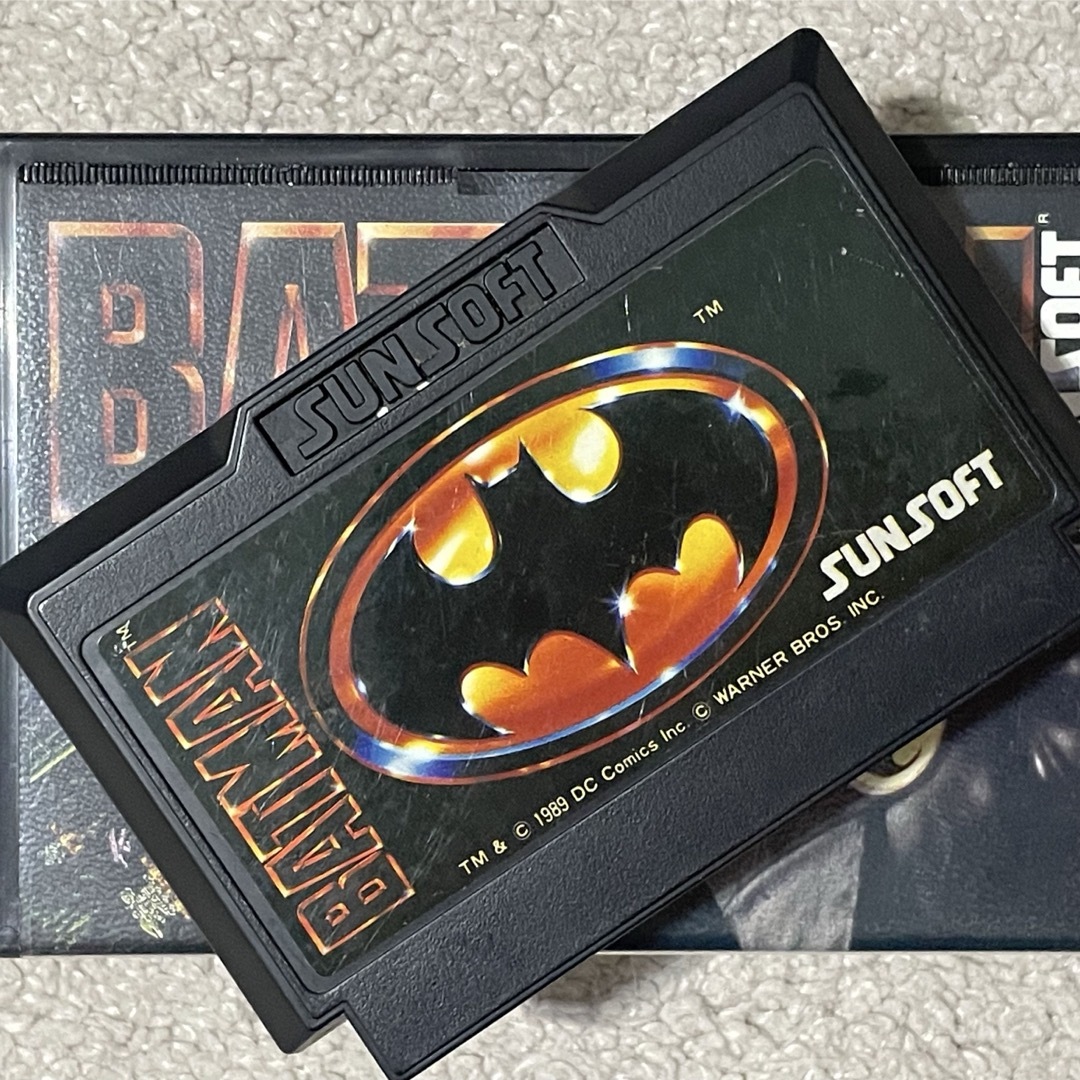 SUNSOFT
TM
SUNSOFT
BATMAN
TM
TM & © 1989 DC Comics Inc. © WARNER BROS. INC.
BAT
SOFT
R